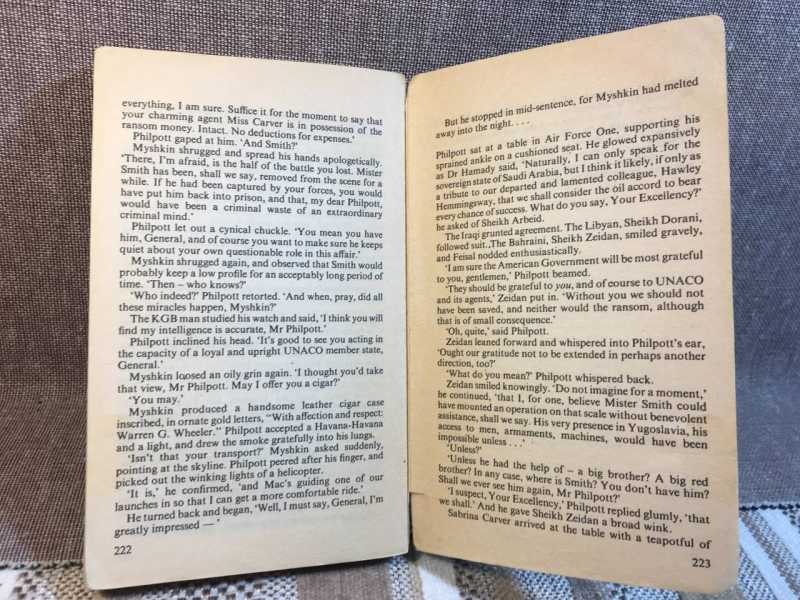 everything, I am sure. Suffice it for the moment to say that
your charming agent Miss Carver is in possession of the
ransom money. Intact. No deductions for expenses.'
Philpott gaped at him. 'And Smith?'
Myshkin shrugged and spread his hands apologetically.
'There, I'm afraid, is the half of the battle you lost. Mister
Smith has been, shall we say, removed from the scene for a
while. If he had been captured by your forces, you would
have put him back into prison, and that, my dear Philpott,
would have been a criminal waste of an extraordinary
criminal mind.'
Philpott let out a cynical chuckle. 'You mean you have
him, General, and of course you want to make sure he keeps
quiet about your own questionable role in this affair.'
Myshkin shrugged again, and observed that Smith would
probably keep a low profile for an acceptably long period of
time. 'Then – who knows?'
'Who indeed?' Philpott retorted. 'And when, pray, did all
these miracles happen, Myshkin?'
The KGB man studied his watch and said, 'I think you will
find my intelligence is accurate, Mr Philpott.'
Philpott inclined his head. 'It's good to see you acting in
the capacity of a loyal and upright UNACO member state,
General.'
Myshkin loosed an oily grin again. 'I thought you'd take
that view, Mr Philpott. May I offer you a cigar?'
'You may.'
Myshkin produced a handsome leather cigar case
inscribed, in ornate gold letters, "With affection and respect:
Warren G. Wheeler." Philpott accepted a Havana-Havana
and a light, and drew the smoke gratefully into his lungs.
'Isn't that your transport?' Myshkin asked suddenly,
pointing at the skyline. Philpott peered after his finger, and
picked out the winking lights of a helicopter.
'It is,' he confirmed, 'and Mac's guiding one of our
launches in so that I can get a more comfortable ride.'
He turned back and began, 'Well, I must say, General, I'm
greatly impressed — '
222
But he stopped in mid-sentence, for Myshkin had melted
away into the night. . . .
Philpott sat at a table in Air Force One, supporting his
sprained ankle on a cushioned seat. He glowed expansively
as Dr Hamady said, 'Naturally, I can only speak for the
sovereign state of Saudi Arabia, but I think it likely, if only as
a tribute to our departed and lamented colleague, Hawley
Hemmingway, that we shall consider the oil accord to bear
every chance of success. What do you say, Your Excellency?'
he asked of Sheikh Arbeid.
The Iraqi grunted agreement. The Libyan, Sheikh Dorani,
followed suit. The Bahraini, Sheikh Zeidan, smiled gravely,
and Feisal nodded enthusiastically.
'I am sure the American Government will be most grateful
to you, gentlemen,' Philpott beamed.
'They should be grateful to you, and of course to UNACO
and its agents,' Zeidan put in. 'Without you we should not
have been saved, and neither would the ransom, although
that is of small consequence.'
'Oh, quite,' said Philpott.
Zeidan leaned forward and whispered into Philpott's ear,
'Ought our gratitude not to be extended in perhaps another
direction, too?'
'What do you mean?' Philpott whispered back.
Zeidan smiled knowingly. 'Do not imagine for a moment,'
he continued, 'that I, for one, believe Mister Smith could
have mounted an operation on that scale without benevolent
assistance, shall we say. His very presence in Yugoslavia, his
access to men, armaments, machines, would have been
impossible unless . . .'
'Unless?'
'Unless he had the help of – a big brother? A big red
brother? In any case, where is Smith? You don't have him?
Shall we ever see him again, Mr Philpott?'
'I suspect, Your Excellency,' Philpott replied glumly, 'that
we shall.' And he gave Sheikh Zeidan a broad wink.
Sabrina Carver arrived at the table with a teapotful of
223